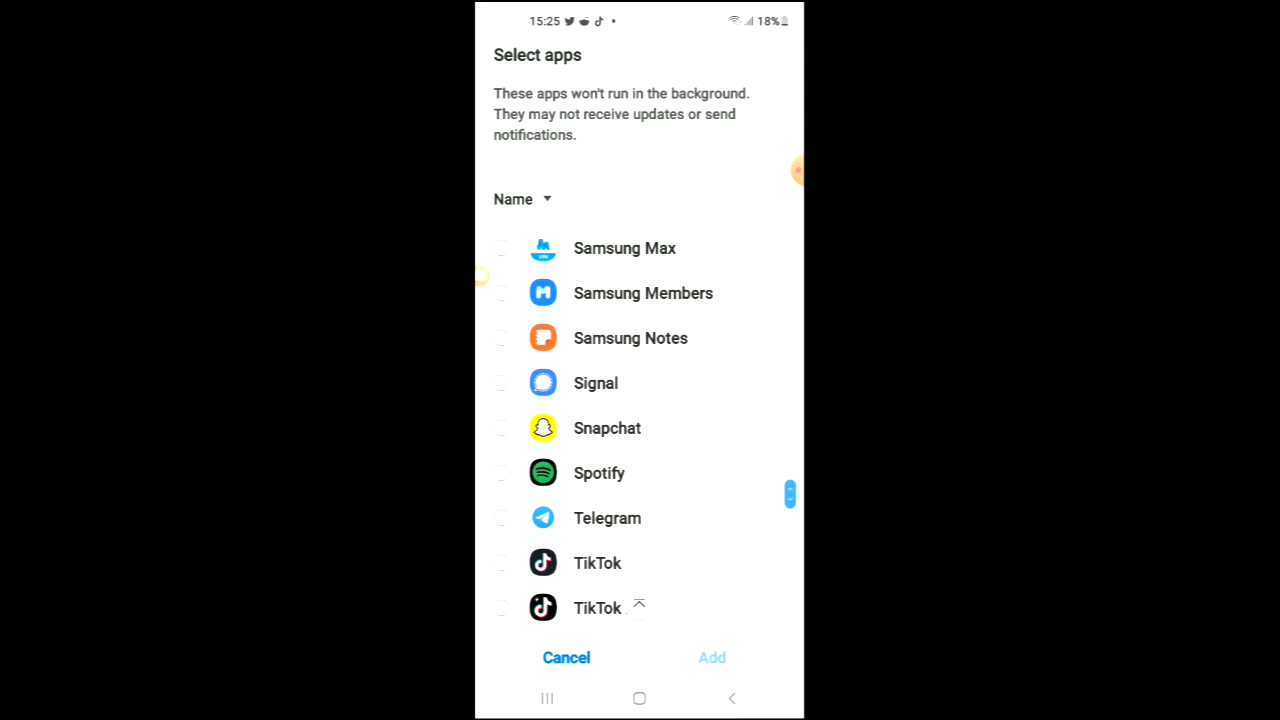 15:25
18%
Select apps
These apps won't run in the background.
They may not receive updates or send
notifications.
Name
Samsung Max
Samsung Members
Samsung Notes
Signal
Snapchat
Spotify
Telegram
TikTok
TikTok
Cancel
Add